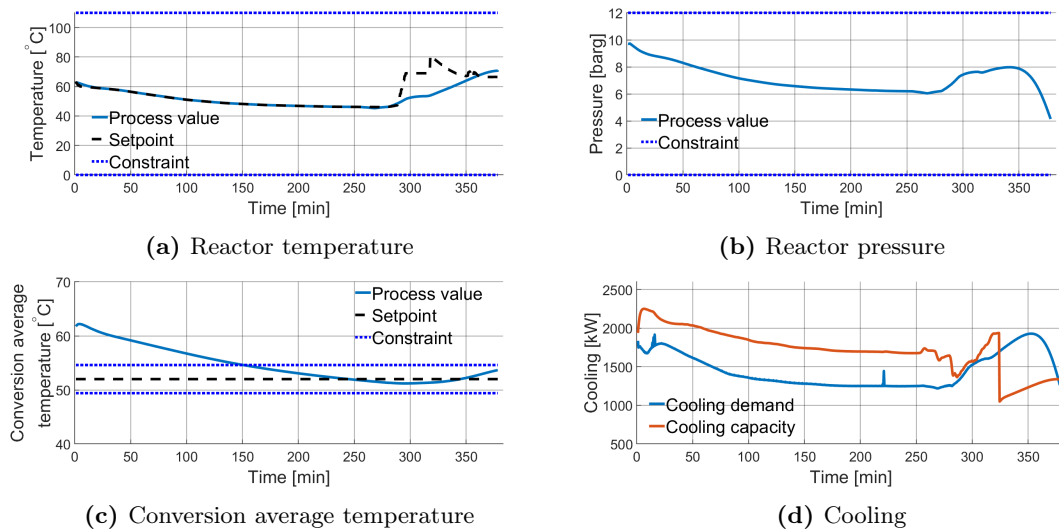 100
80
60
40
20
0
Temperature [°C]
Process value
Setpoint
Constraint
0 50 100 150 200 250 300 350
Time [min]
(a) Reactor temperature
12
10
8
6
4
2
0
Pressure [barg]
Process value
Constraint
0 50 100 150 200 250 300 350
Time [min]
(b) Reactor pressure
70
60
50
40
Conversion average
temperature [°C]
Process value
Setpoint
Constraint
0 50 100 150 200 250 300 350
Time [min]
(c) Conversion average temperature
2500
2000
1500
1000
500
Cooling [kW]
Cooling demand
Cooling capacity
0 50 100 150 200 250 300 350
Time [min]
(d) Cooling